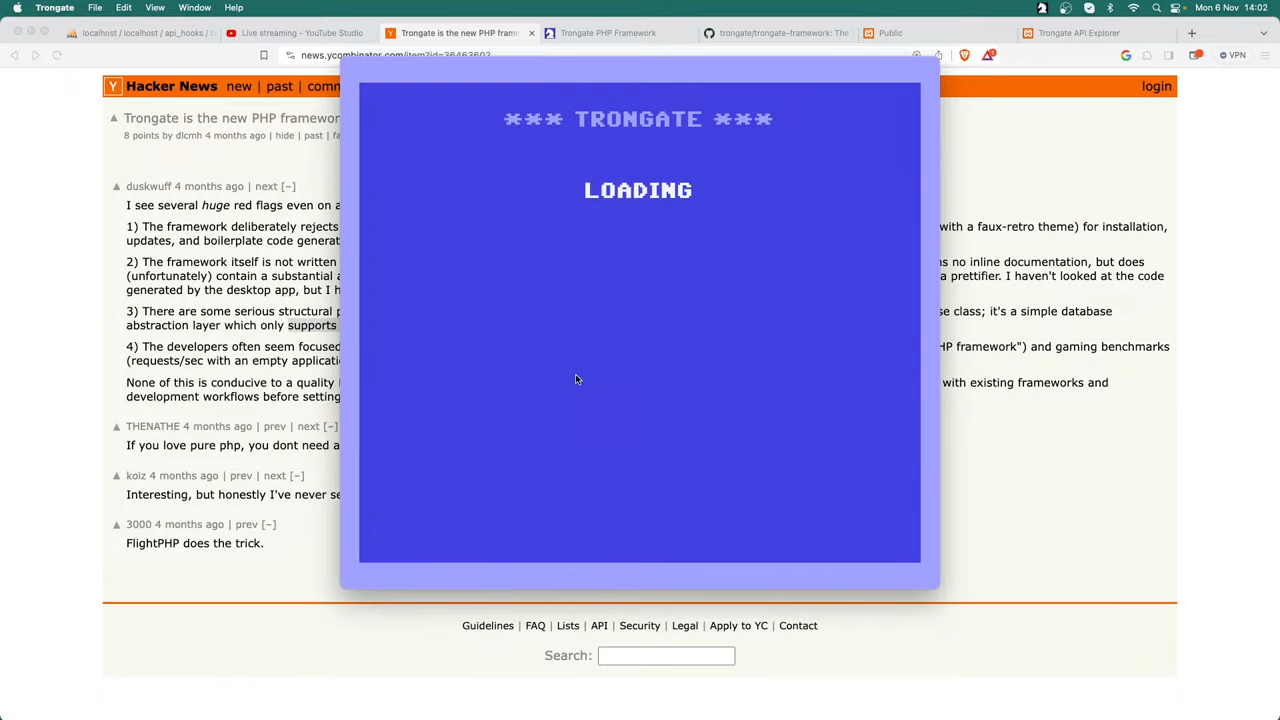 Trongate File Edit View Window Help
Mon 6 Nov 14:02
localhost / localhost / api_hooks / t
Live streaming - YouTube Studio
Trongate is the new PHP frame
Trongate PHP Framework
trongate/trongate-framework: The
Public
Trongate API Explorer
news.ycombinator.com/item?id=36463602
VPN
Y Hacker News new | past | comm
login
Trongate is the new PHP framewor
8 points by dlcmh 4 months ago | hide | past | fa
*** TRONGATE ***
LOADING
duskwuff 4 months ago | next [–]
I see several huge red flags even on a
1) The framework deliberately rejects
with a faux-retro theme) for installation,
updates, and boilerplate code generat
2) The framework itself is not written
ns no inline documentation, but does
(unfortunately) contain a substantial a
a prettifier. I haven't looked at the code
generated by the desktop app, but I h
3) There are some serious structural p
se class; it's a simple database
abstraction layer which only supports
4) The developers often seem focused
HP framework") and gaming benchmarks
(requests/sec with an empty applicati
None of this is conducive to a quality
with existing frameworks and
development workflows before setting
THENATHE 4 months ago | prev | next [–]
If you love pure php, you dont need a
koiz 4 months ago | prev | next [–]
Interesting, but honestly I've never se
3000 4 months ago | prev [–]
FlightPHP does the trick.
Guidelines | FAQ | Lists | API | Security | Legal | Apply to YC | Contact
Search: